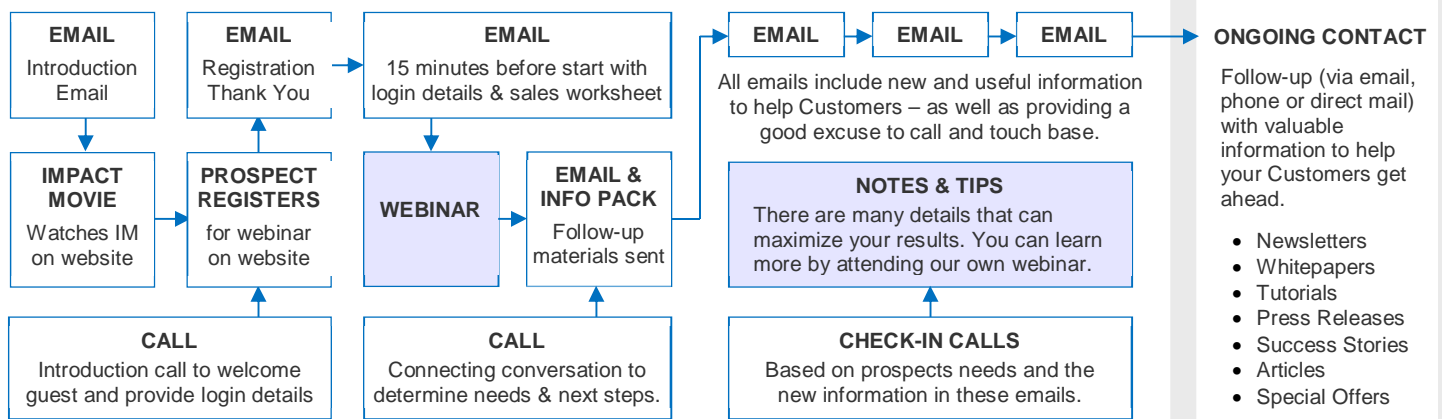 EMAIL
Introduction
Email
EMAIL
Registration
Thank You
EMAIL
15 minutes before start with
login details & sales worksheet
EMAIL
EMAIL
EMAIL
All emails include new and useful information
to help Customers – as well as providing a
good excuse to call and touch base.
IMPACT
MOVIE
Watches IM
on website
PROSPECT
REGISTERS
for webinar
on website
WEBINAR
EMAIL &
INFO PACK
Follow-up
materials sent
NOTES & TIPS
There are many details that can
maximize your results. You can learn
more by attending our own webinar.
CALL
Introduction call to welcome
guest and provide login details
CALL
Connecting conversation to
determine needs & next steps.
CHECK-IN CALLS
Based on prospects needs and the
new information in these emails.
ONGOING CONTACT
Follow-up (via email,
phone or direct mail)
with valuable
information to help
your Customers get
ahead.
• Newsletters
• Whitepapers
• Tutorials
• Press Releases
• Success Stories
• Articles
• Special Offers